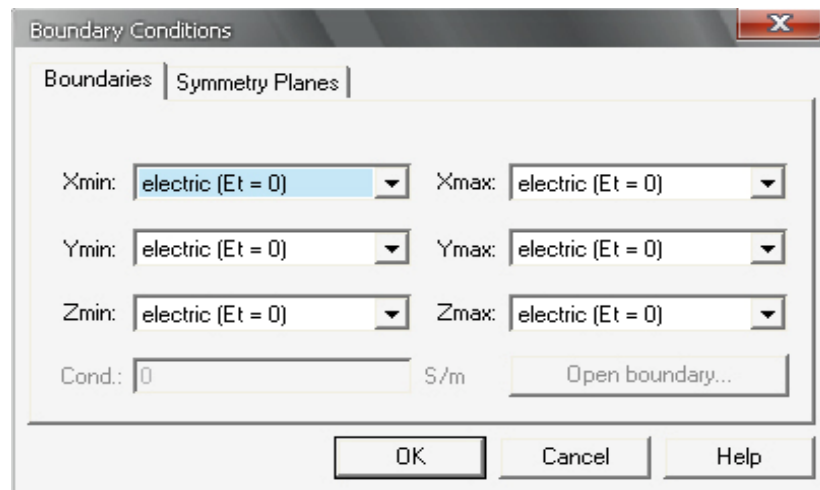 Boundary Conditions
Boundaries Symmetry Planes
Xmin: electric (Et = 0) Xmax: electric (Et = 0)
Ymin: electric (Et = 0) Ymax: electric (Et = 0)
Zmin: electric (Et = 0) Zmax: electric (Et = 0)
Cond.: 0 S/m Open boundary...
OK Cancel Help